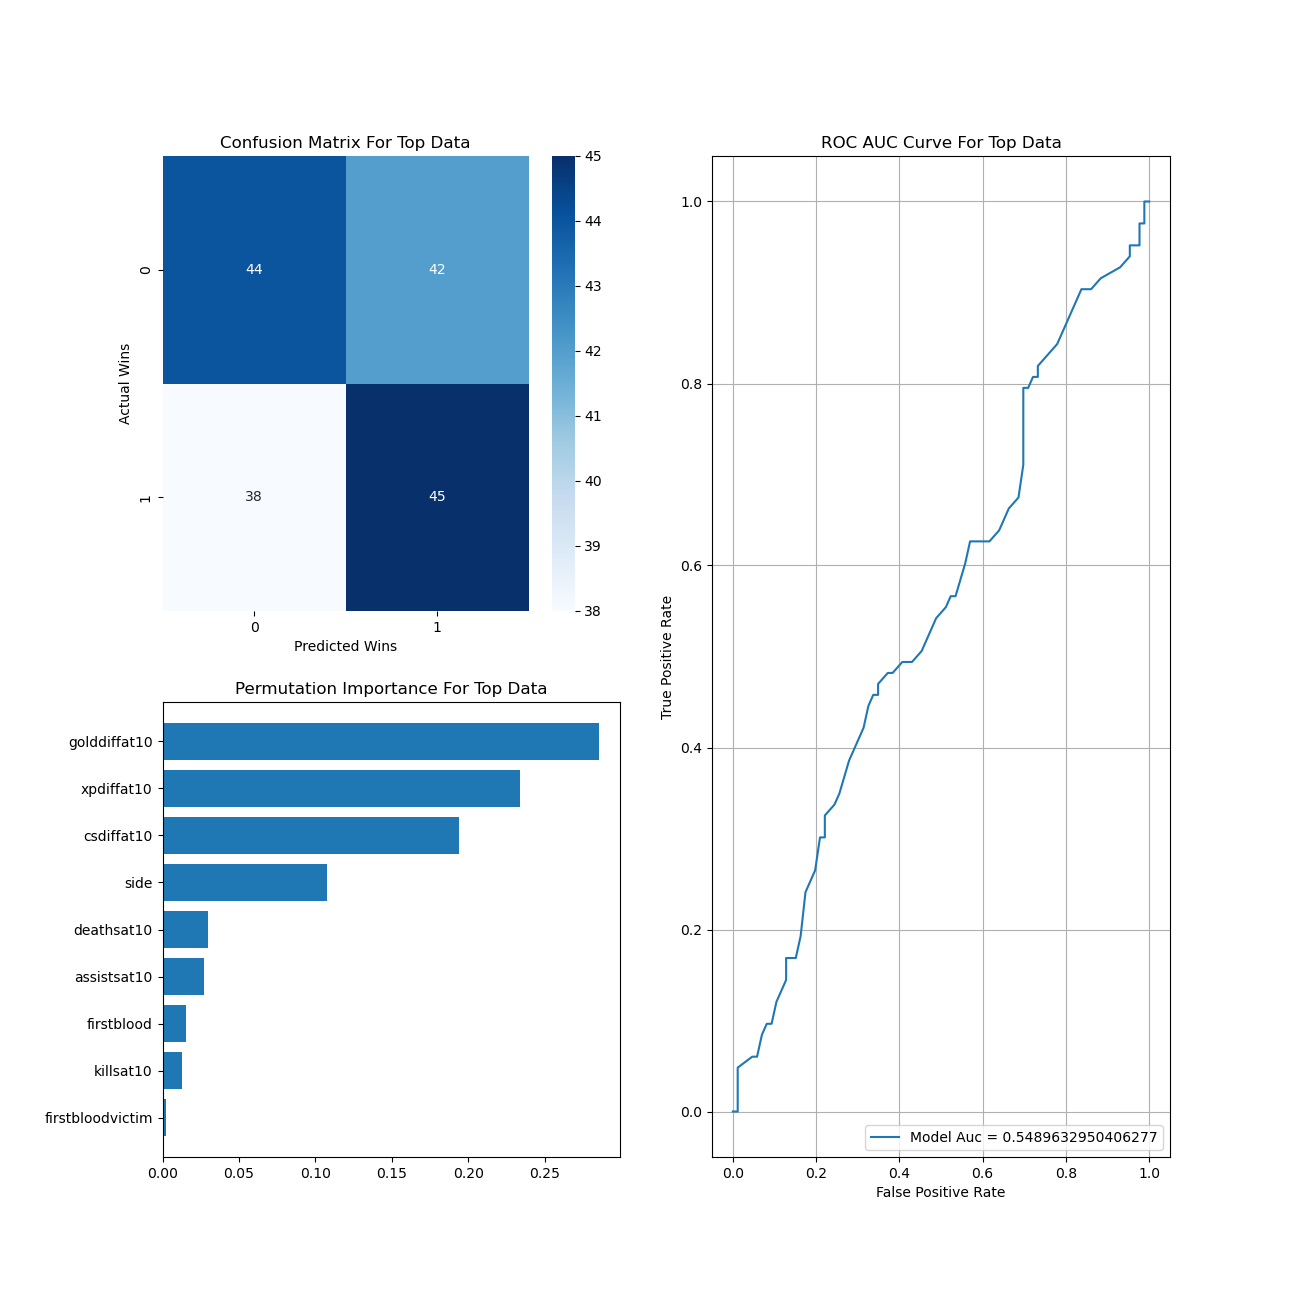 Confusion Matrix For Top Data
44 42
38 45
0
1
Actual Wins
0 1
Predicted Wins
45
44
43
42
41
40
39
38
Permutation Importance For Top Data
golddiffat10
xpdiffat10
csdiffat10
side
deathsat10
assistsat10
firstblood
killsat10
firstbloodvictim
0.00 0.05 0.10 0.15 0.20 0.25
ROC AUC Curve For Top Data
1.0
0.8
0.6
0.4
0.2
0.0
True Positive Rate
Model Auc = 0.5489632950406277
0.0 0.2 0.4 0.6 0.8 1.0
False Positive Rate